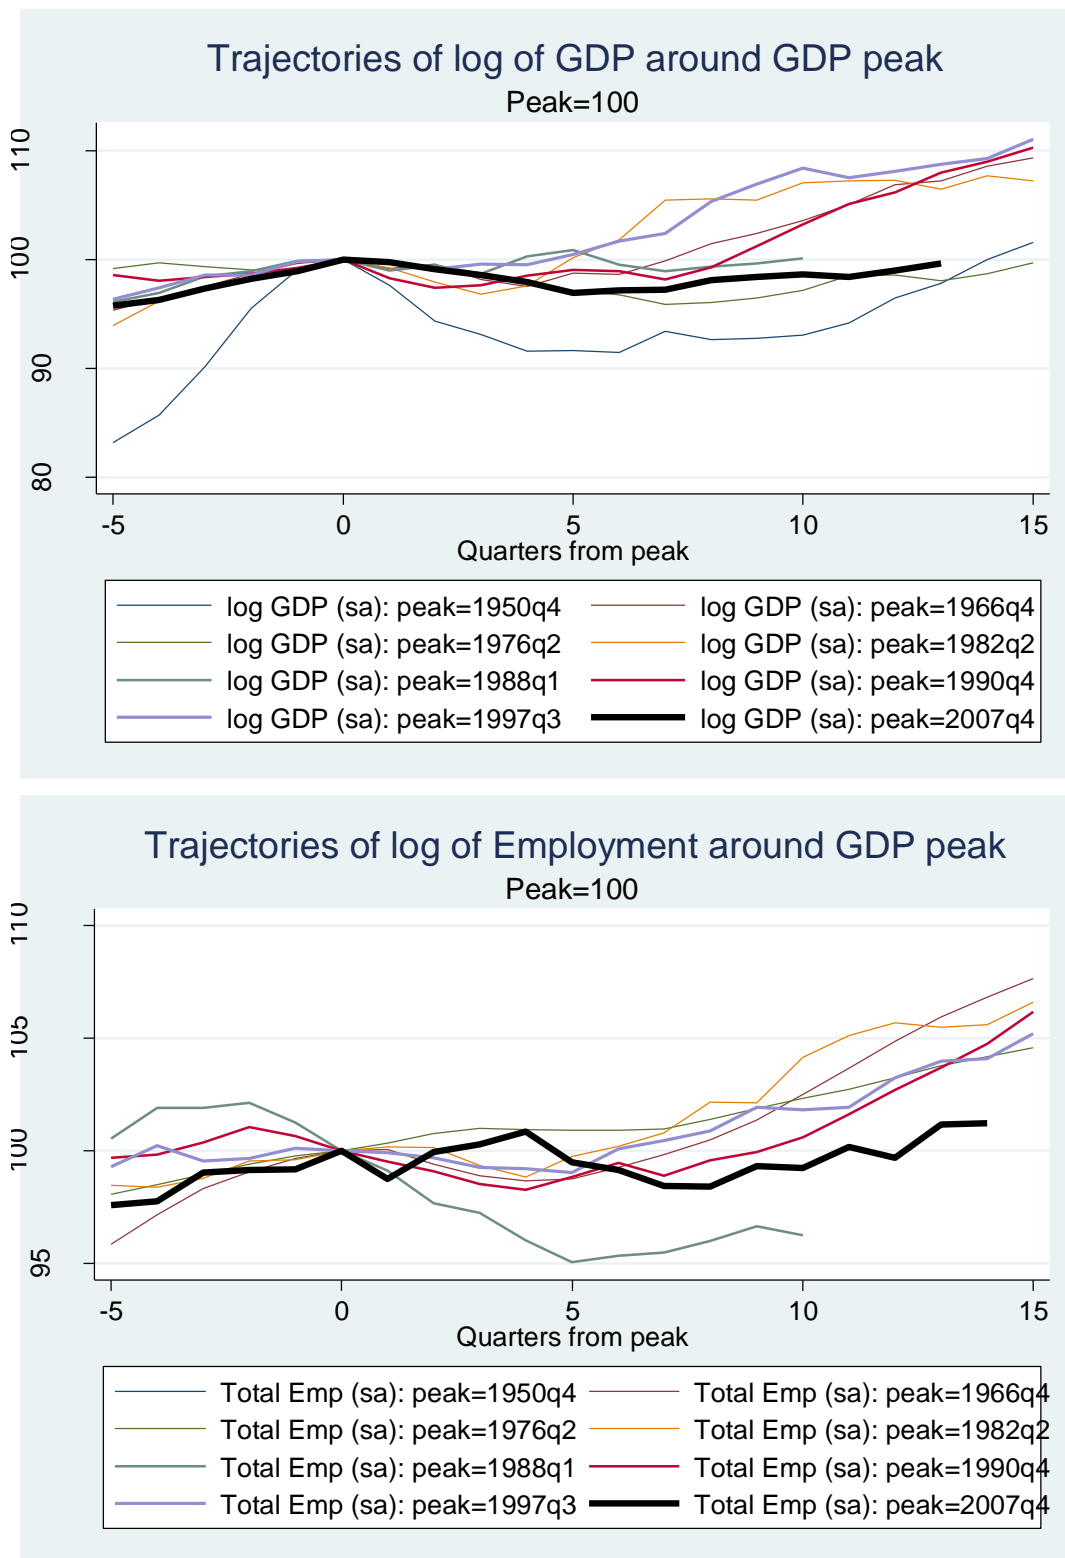 Trajectories of log of GDP around GDP peak
Peak=100
110
100
90
80
-5 0 5 10 15
Quarters from peak
log GDP (sa): peak=1950q4 log GDP (sa): peak=1966q4
log GDP (sa): peak=1976q2 log GDP (sa): peak=1982q2
log GDP (sa): peak=1988q1 log GDP (sa): peak=1990q4
log GDP (sa): peak=1997q3 log GDP (sa): peak=2007q4
Trajectories of log of Employment around GDP peak
Peak=100
110
105
100
95
-5 0 5 10 15
Quarters from peak
Total Emp (sa): peak=1950q4 Total Emp (sa): peak=1966q4
Total Emp (sa): peak=1976q2 Total Emp (sa): peak=1982q2
Total Emp (sa): peak=1988q1 Total Emp (sa): peak=1990q4
Total Emp (sa): peak=1997q3 Total Emp (sa): peak=2007q4